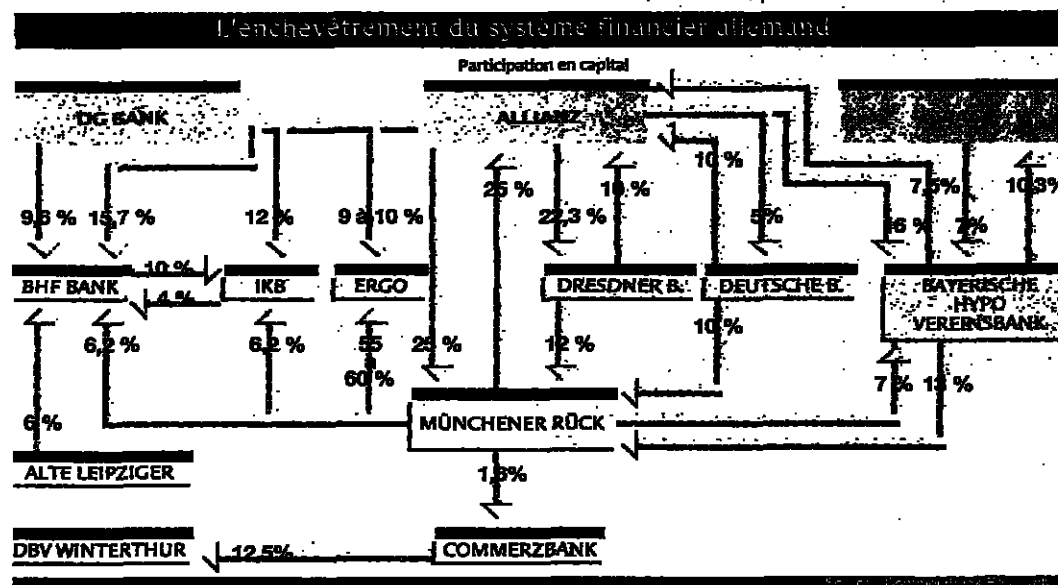 L'enchevêtrement du système financier allemand
Participation en capital
DG BANK
ALLIANZ
10 %
25 %
10 %
7,5%
10,3%
9,6 %
15,7 %
12 %
9 à 10 %
22,3 %
5%
7%
10 %
BHF BANK
IKB
ERGO
DRESDNER B.
DEUTSCHE B.
BAYERISCHE
HYPO
VEREINSBANK
4 %
6,2 %
6,2 %
55
60 %
25 %
12 %
10 %
7 %
13 %
6 %
MÜNCHENER RÜCK
ALTE LEIPZIGER
DBV WINTERTHUR
12,5%
COMMERZBANK